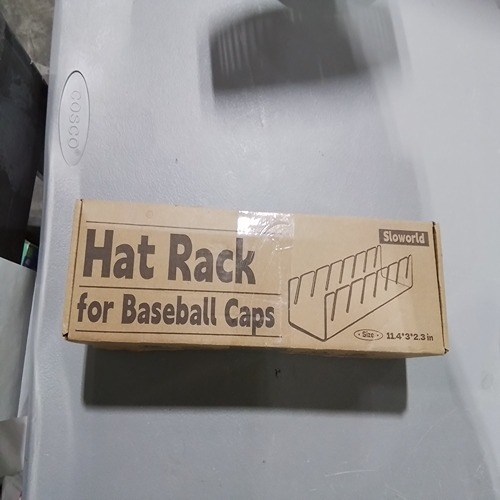 COSCO
Sloworld
Hat Rack
for Baseball Caps
• Size • 11.4*3*2.3 in